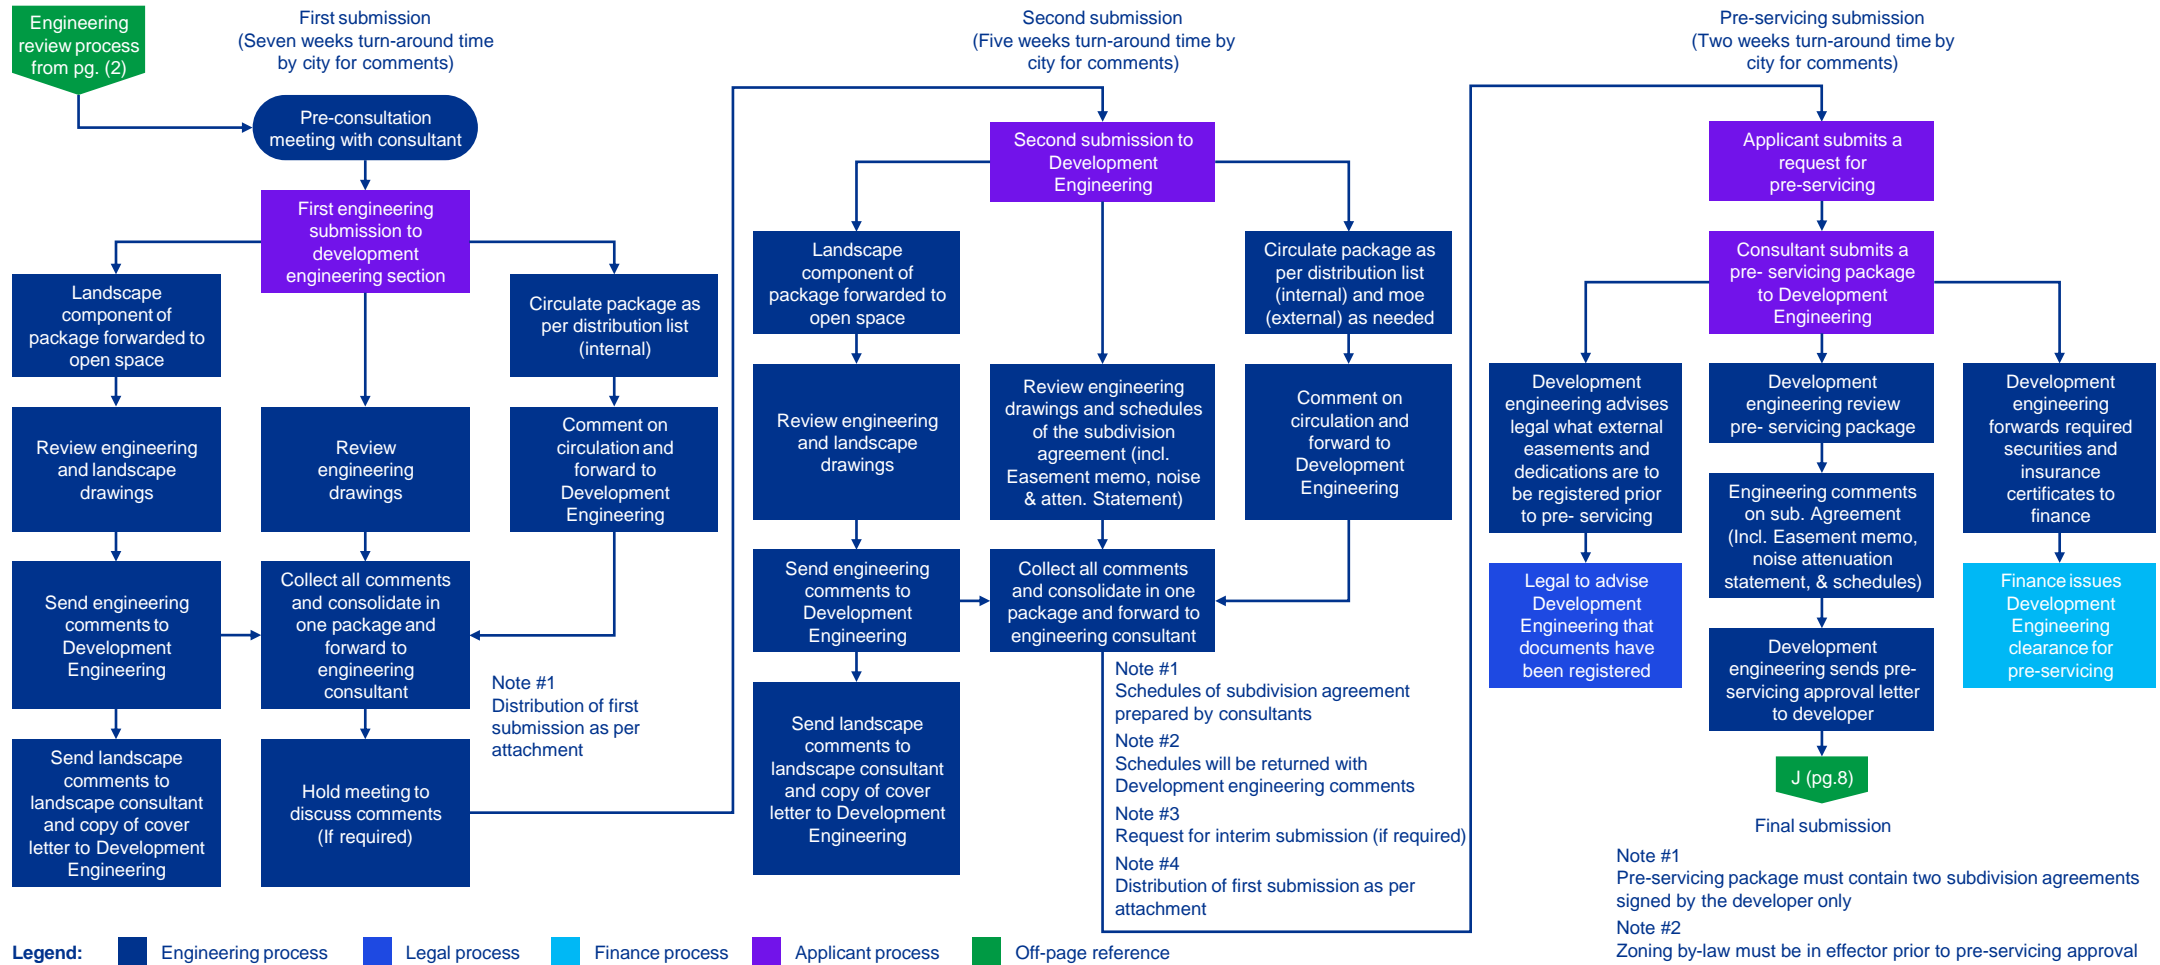 Engineering
review process
from pg. (2)
First submission
(Seven weeks turn-around time
by city for comments)
Pre-consultation
meeting with consultant
First engineering
submission to
development
engineering section
Landscape
component of
package forwarded to
open space
Circulate package as
per distribution list
(internal)
Review engineering
and landscape
drawings
Review
engineering
drawings
Comment on
circulation and
forward to
Development
Engineering
Send engineering
comments to
Development
Engineering
Collect all comments
and consolidate in
one package and
forward to
engineering
consultant
Note #1
Distribution of first
submission as per
attachment
Send landscape
comments to
landscape consultant
and copy of cover
letter to Development
Engineering
Hold meeting to
discuss comments
(If required)
Second submission
(Five weeks turn-around time by
city for comments)
Second submission to
Development
Engineering
Landscape
component of
package forwarded to
open space
Circulate package as
per distribution list
(internal) and moe
(external) as needed
Review engineering
and landscape
drawings
Review engineering
drawings and schedules
of the subdivision
agreement (incl.
Easement memo, noise
& atten. Statement)
Comment on
circulation and
forward to
Development
Engineering
Send engineering
comments to
Development
Engineering
Collect all comments
and consolidate in one
package and forward to
engineering consultant
Send landscape
comments to
landscape consultant
and copy of cover
letter to Development
Engineering
Note #1
Schedules of subdivision agreement
prepared by consultants
Note #2
Schedules will be returned with
Development engineering comments
Note #3
Request for interim submission (if required)
Note #4
Distribution of first submission as per
attachment
Pre-servicing submission
(Two weeks turn-around time by
city for comments)
Applicant submits a
request for
pre-servicing
Consultant submits a
pre- servicing package
to Development
Engineering
Development
engineering advises
legal what external
easements and
dedications are to
be registered prior
to pre- servicing
Development
engineering review
pre- servicing package
Development
engineering
forwards required
securities and
insurance
certificates to
finance
Engineering comments
on sub. Agreement
(Incl. Easement memo,
noise attenuation
statement, & schedules)
Legal to advise
Development
Engineering that
documents have
been registered
Finance issues
Development
Engineering
clearance for
pre-servicing
Development
engineering sends pre-
servicing approval letter
to developer
J (pg.8)
Final submission
Note #1
Pre-servicing package must contain two subdivision agreements
signed by the developer only
Note #2
Zoning by-law must be in effector prior to pre-servicing approval
Legend:
Engineering process
Legal process
Finance process
Applicant process
Off-page reference